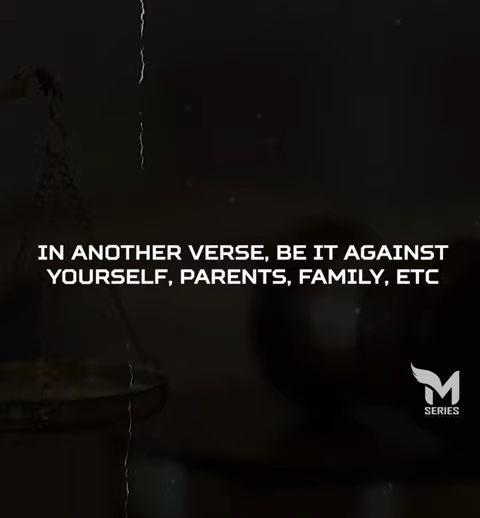 IN ANOTHER VERSE, BE IT AGAINST
YOURSELF, PARENTS, FAMILY, ETC
M
SERIES